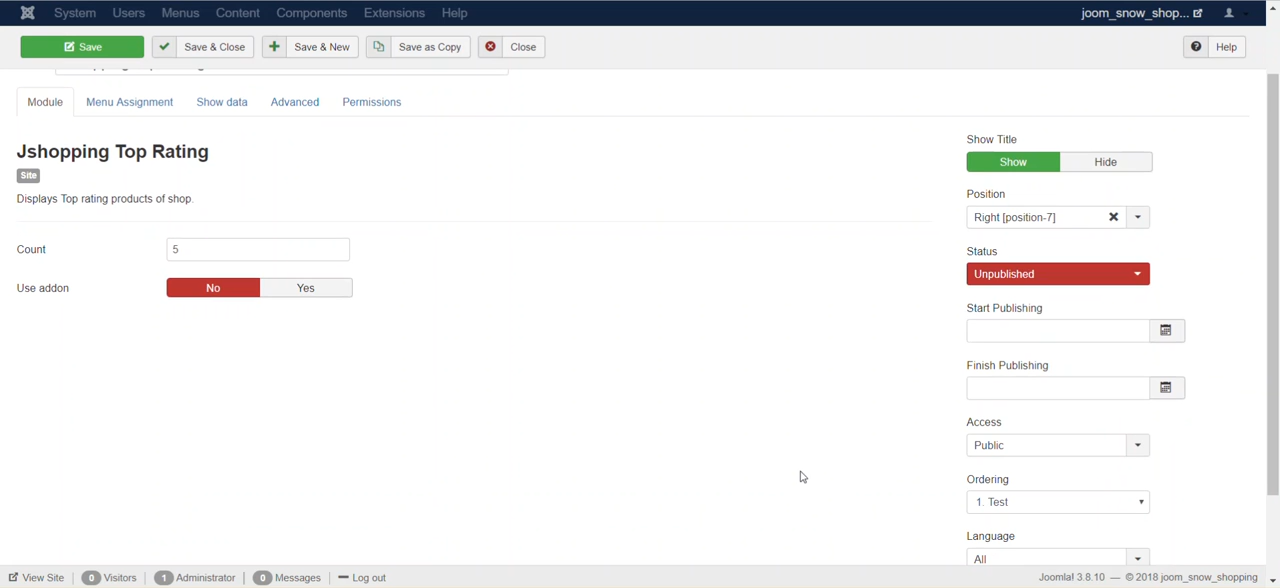 System Users Menus Content Components Extensions Help joom_snow_shop...
Save Save & Close Save & New Save as Copy Close Help
Module Menu Assignment Show data Advanced Permissions
Jshopping Top Rating
Site
Displays Top rating products of shop.
Count 5
Use addon No Yes
Show Title
Show Hide
Position
Right [position-7]
Status
Unpublished
Start Publishing
Finish Publishing
Access
Public
Ordering
1. Test
Language
All
View Site 0 Visitors 1 Administrator 0 Messages Log out Joomla! 3.8.10 — © 2018 joom_snow_shopping